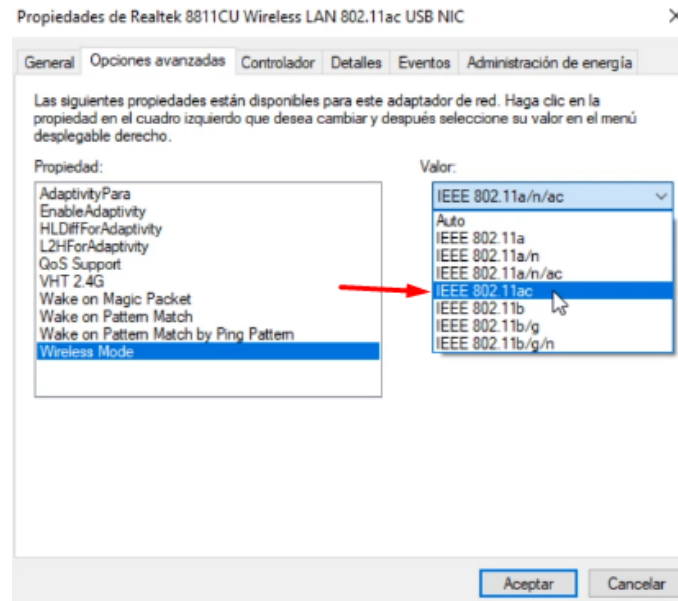 Propiedades de Realtek 8811CU Wireless LAN 802.11ac USB NIC
General Opciones avanzadas Controlador Detalles Eventos Administración de energía
Las siguientes propiedades están disponibles para este adaptador de red. Haga clic en la
propiedad en el cuadro izquierdo que desea cambiar y después seleccione su valor en el menú
desplegable derecho.
Propiedad:
AdaptivityPara
EnableAdaptivity
HLDiffForAdaptivity
L2HForAdaptivity
QoS Support
VHT 2.4G
Wake on Magic Packet
Wake on Pattern Match
Wake on Pattern Match by Ping Pattern
Wireless Mode
Valor:
IEEE 802.11a/n/ac
Auto
IEEE 802.11a
IEEE 802.11a/n
IEEE 802.11a/n/ac
IEEE 802.11ac
IEEE 802.11b
IEEE 802.11b/g
IEEE 802.11b/g/n
Aceptar Cancelar